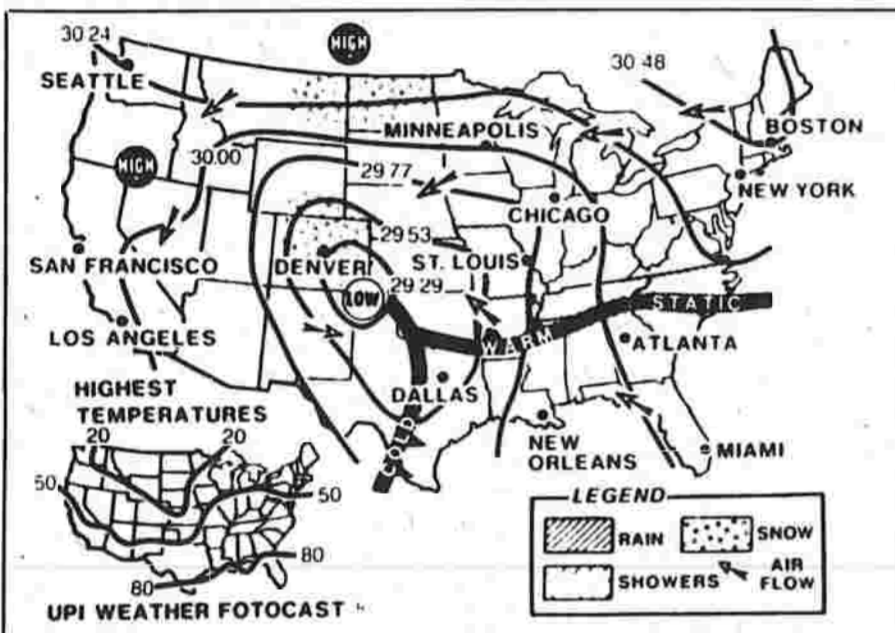 30.24
HIGH
30.48
SEATTLE
MINNEAPOLIS
BOSTON
HIGH
30.00
29.77
NEW YORK
CHICAGO
29.53
SAN FRANCISCO
DENVER
ST. LOUIS
29.29
LOW
STATIC
LOS ANGELES
WARM
ATLANTA
HIGHEST
TEMPERATURES
DALLAS
COLD
20
20
NEW
ORLEANS
MIAMI
50
50
LEGEND
RAIN
SNOW
80
SHOWERS
AIR
FLOW
80
UPI WEATHER FOTOCAST